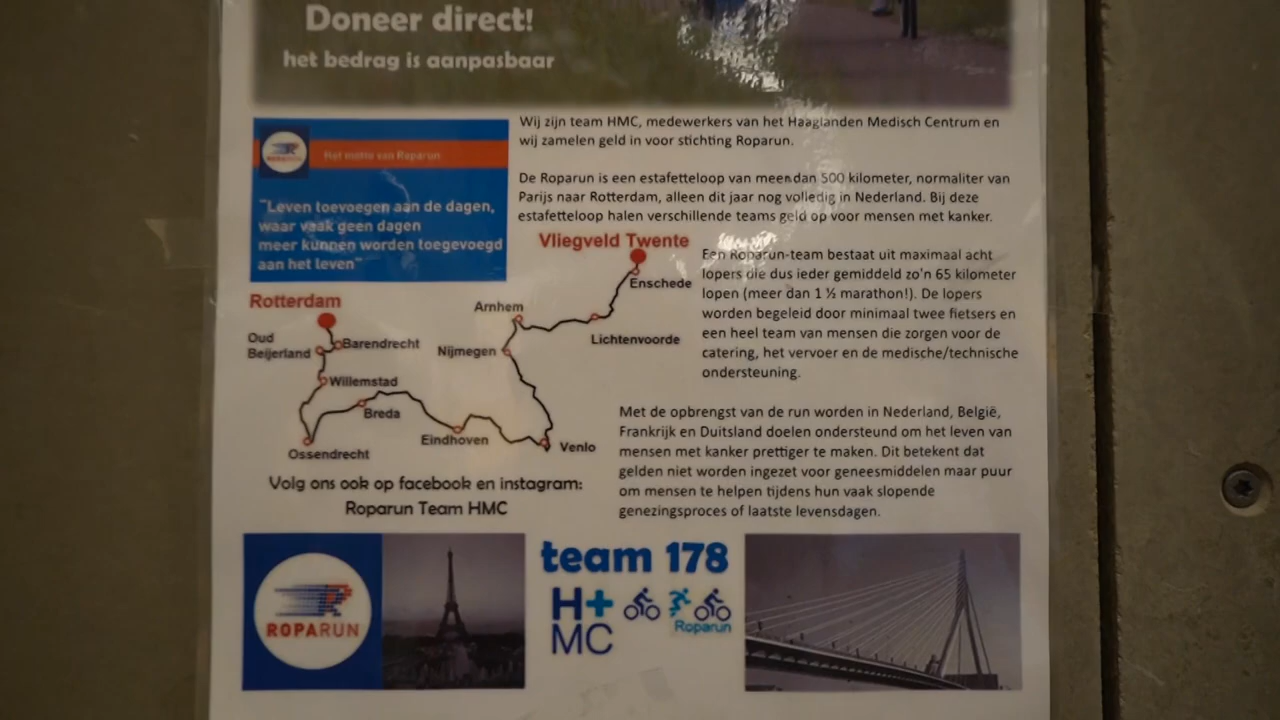 Doneer direct!
het bedrag is aanpasbaar
Wij zijn team HMC, medewerkers van het Haaglanden Medisch Centrum en
wij zamelen geld in voor stichting Roparun.
ROPARUN
Het motto van Roparun
"Leven toevoegen aan de dagen,
waar vaak geen dagen
meer kunnen worden toegevoegd
aan het leven"
De Roparun is een estafetteloop van meer dan 500 kilometer, normaliter van
Parijs naar Rotterdam, alleen dit jaar nog volledig in Nederland. Bij deze
estafetteloop halen verschillende teams geld op voor mensen met kanker.
Een Roparun-team bestaat uit maximaal acht
lopers die dus ieder gemiddeld zo'n 65 kilometer
lopen (meer dan 1 ½ marathon!). De lopers
worden begeleid door minimaal twee fietsers en
een heel team van mensen die zorgen voor de
catering, het vervoer en de medische/technische
ondersteuning.
Vliegveld Twente
Enschede
Rotterdam
Arnhem
Oud
Beijerland
Barendrecht
Nijmegen
Lichtenvoorde
Willemstad
Breda
Eindhoven
Venlo
Ossendrecht
Met de opbrengst van de run worden in Nederland, België,
Frankrijk en Duitsland doelen ondersteund om het leven van
mensen met kanker prettiger te maken. Dit betekent dat
gelden niet worden ingezet voor geneesmiddelen maar puur
om mensen te helpen tijdens hun vaak slopende
genezingsproces of laatste levensdagen.
Volg ons ook op facebook en instagram:
Roparun Team HMC
ROPARUN
team 178
H+
MC
Roparun